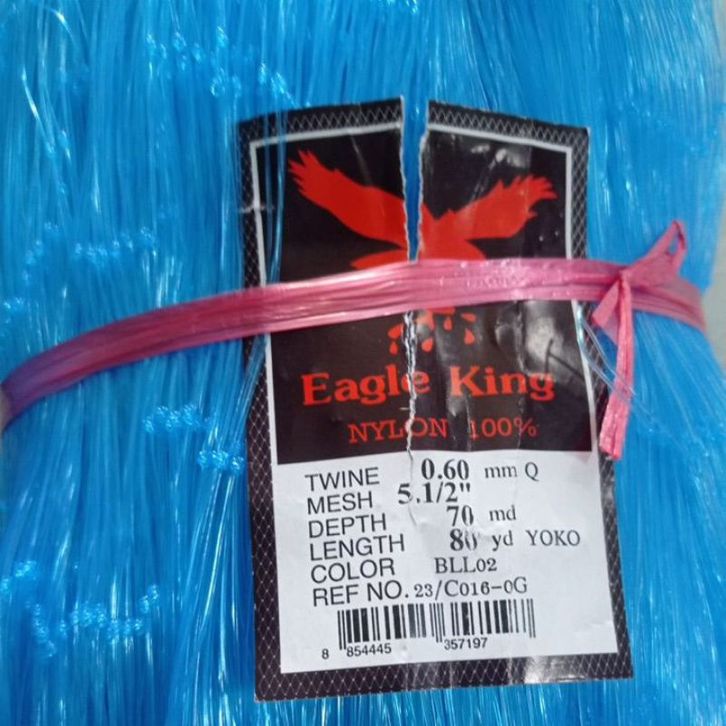 Eagle King
NYLON 100%
TWINE 0.60 mm Q
MESH 5.1/2"
DEPTH 70 md
LENGTH 80 yd YOKO
COLOR BLL02
REF NO. 23/C016-0G
8 854445 357197